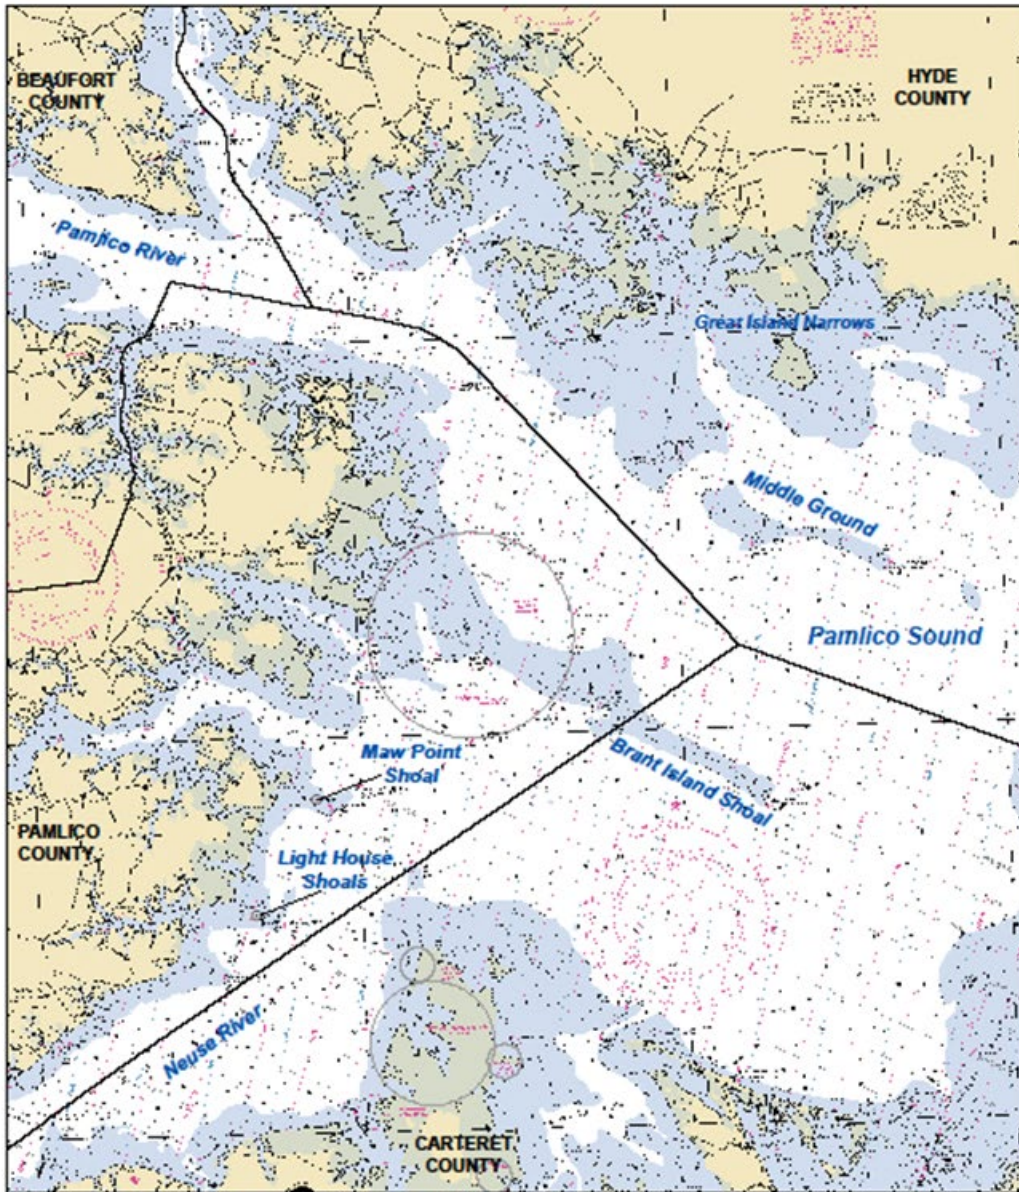 BEAUFORT
COUNTY
HYDE
COUNTY
Pamlico River
Great Island Narrows
Middle Ground
Pamlico Sound
Maw Point
Shoal
Brant Island Shoal
PAMLICO
COUNTY
Light House
Shoals
Neuse River
CARTERET
COUNTY